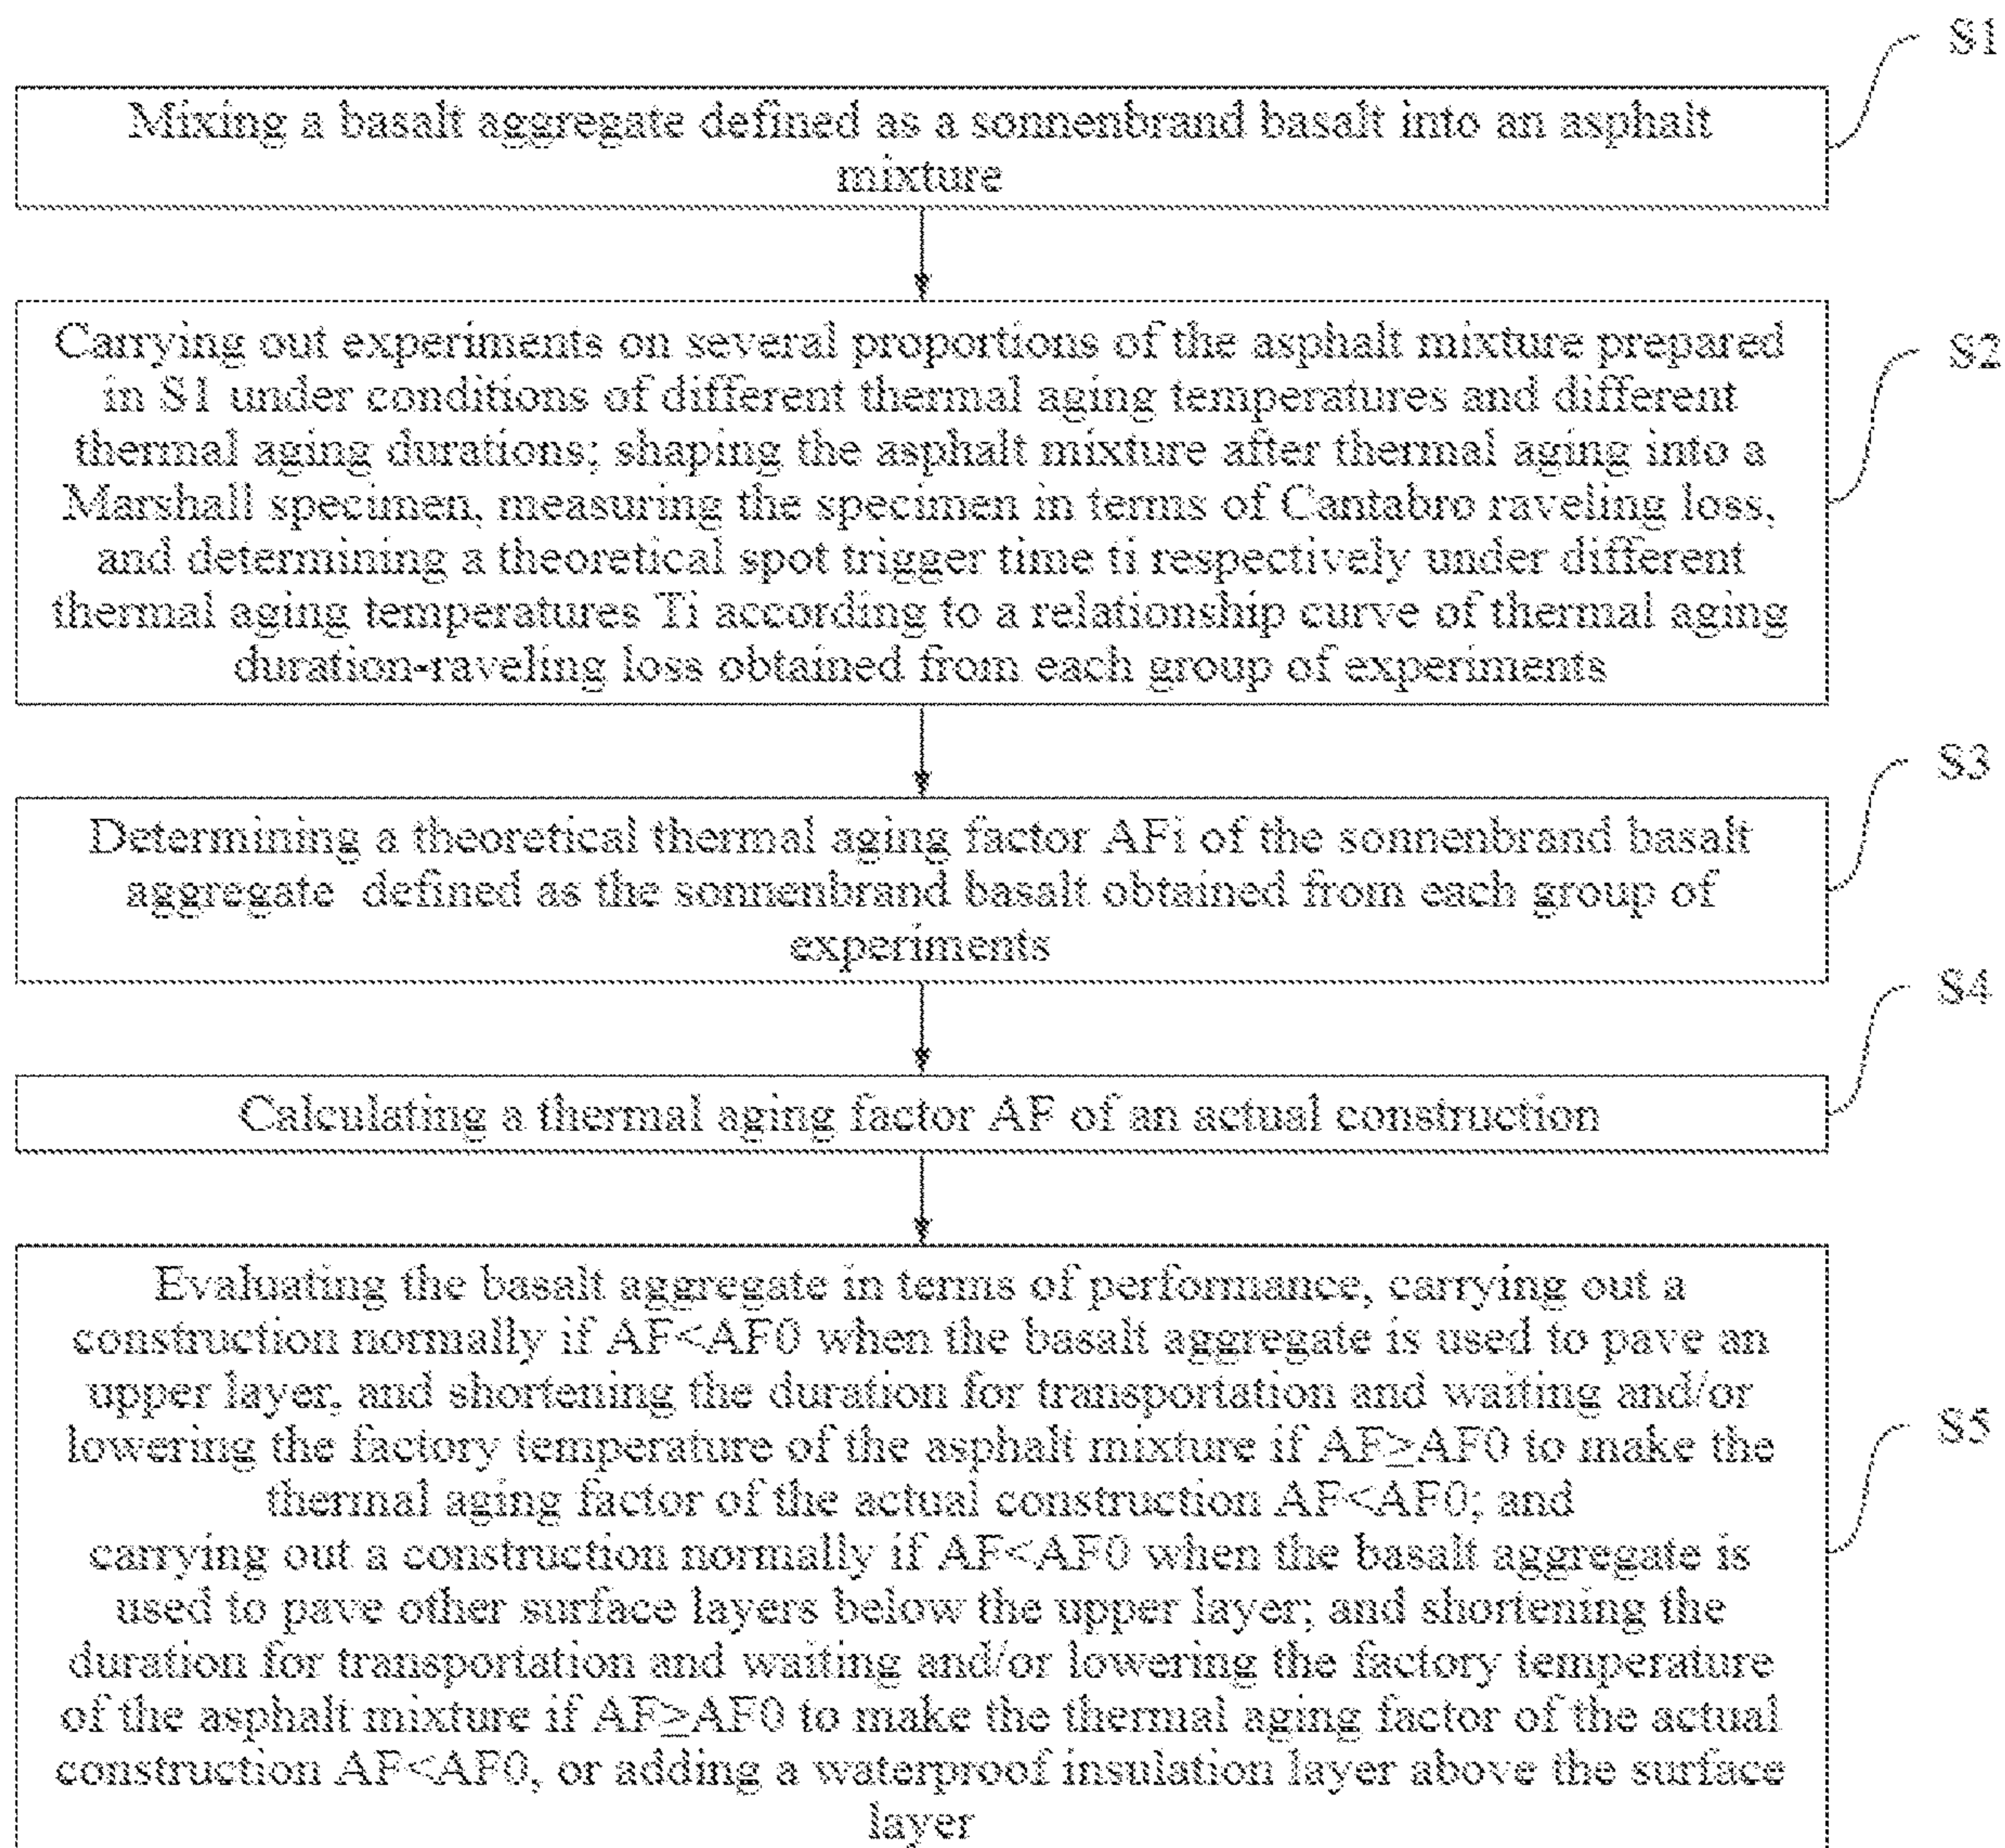 S1
Mixing a basalt aggregate defined as a sonnenbrand basalt into an asphalt
mixture
Carrying out experiments on several proportions of the asphalt mixture prepared
in S1 under conditions of different thermal aging temperatures and different
thermal aging durations; shaping the asphalt mixture after thermal aging into a
Marshall specimen, measuring the specimen in terms of Cantabro raveling loss,
and determining a theoretical spot trigger time ti respectively under different
thermal aging temperatures Ti according to a relationship curve of thermal aging
duration-raveling loss obtained from each group of experiments
S2
S3
Determining a theoretical thermal aging factor AFi of the sonnenbrand basalt
aggregate defined as the sonnenbrand basalt obtained from each group of
experiments
S4
Calculating a thermal aging factor AF of an actual construction
Evaluating the basalt aggregate in terms of performance, carrying out a
construction normally if AF<AF0 when the basalt aggregate is used to pave an
upper layer, and shortening the duration for transportation and waiting and/or
lowering the factory temperature of the asphalt mixture if AF≥AF0 to make the
thermal aging factor of the actual construction AF<AF0; and
carrying out a construction normally if AF<AF0 when the basalt aggregate is
used to pave other surface layers below the upper layer; and shortening the
duration for transportation and waiting and/or lowering the factory temperature
of the asphalt mixture if AF≥AF0 to make the thermal aging factor of the actual
construction AF<AF0, or adding a waterproof insulation layer above the surface
layer
S5